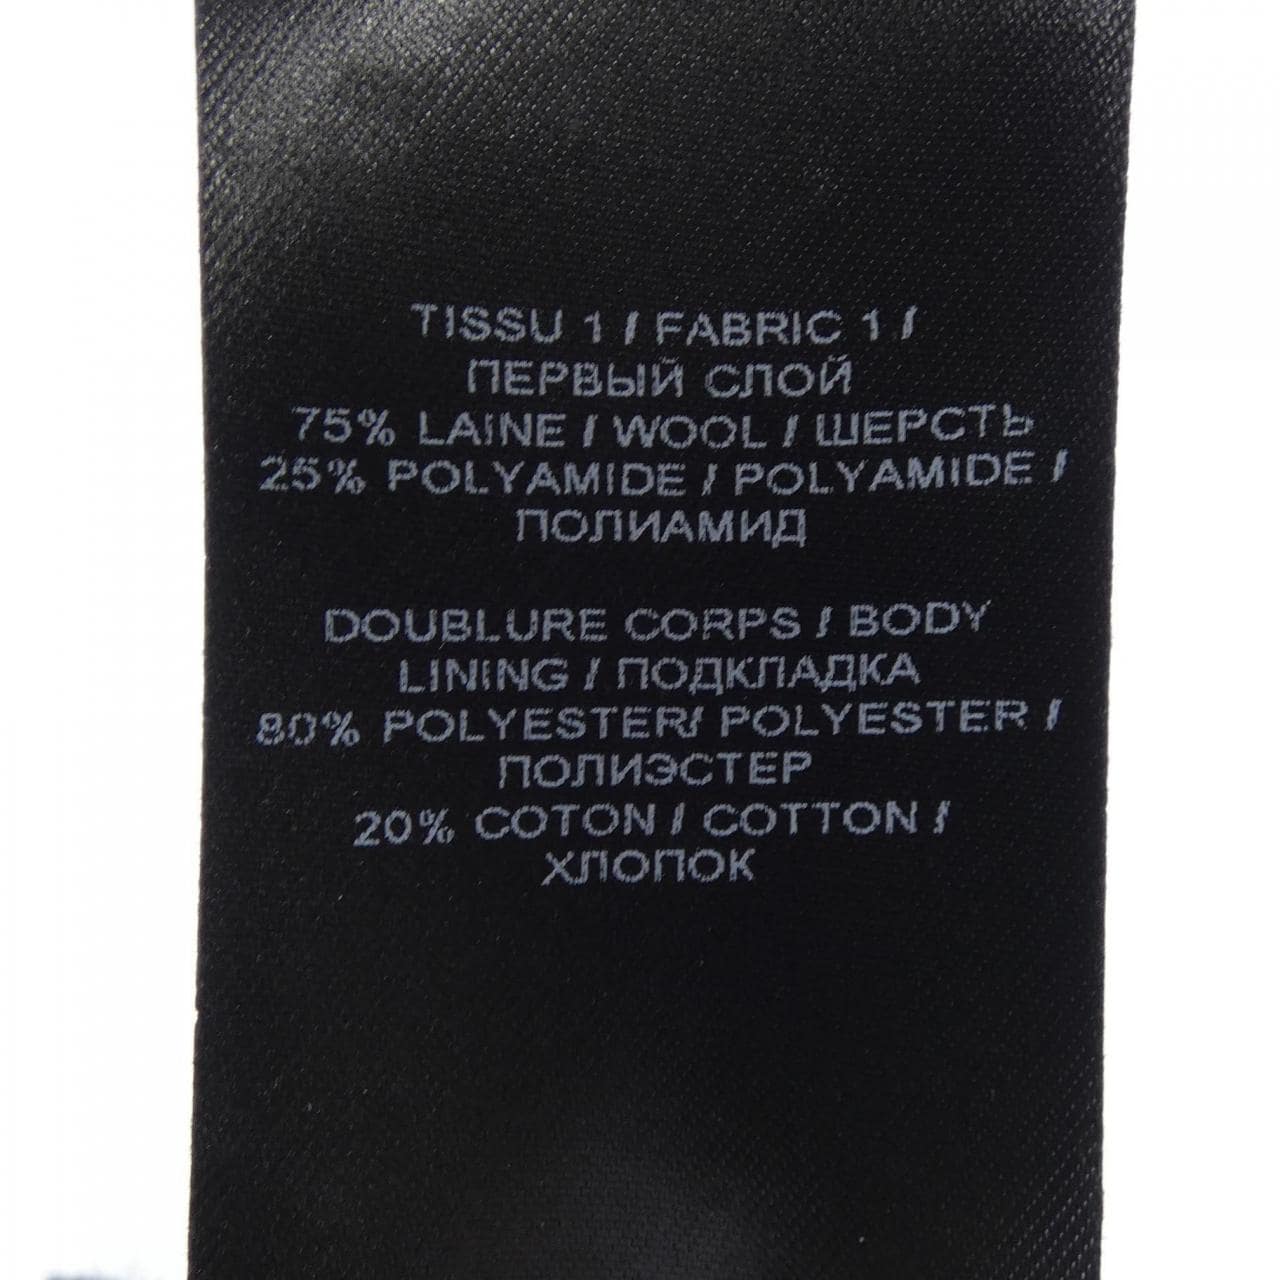 TISSU 1 / FABRIC 1 /
ПЕРВЫЙ СЛОЙ
75% LAINE / WOOL / ШЕРСТЬ
25% POLYAMIDE / POLYAMIDE /
ПОЛИАМИД
DOUBLURE CORPS / BODY
LINING / ПОДКЛАДКА
80% POLYESTER/ POLYESTER /
ПОЛИЭСТЕР
20% COTON / COTTON /
ХЛОПОК